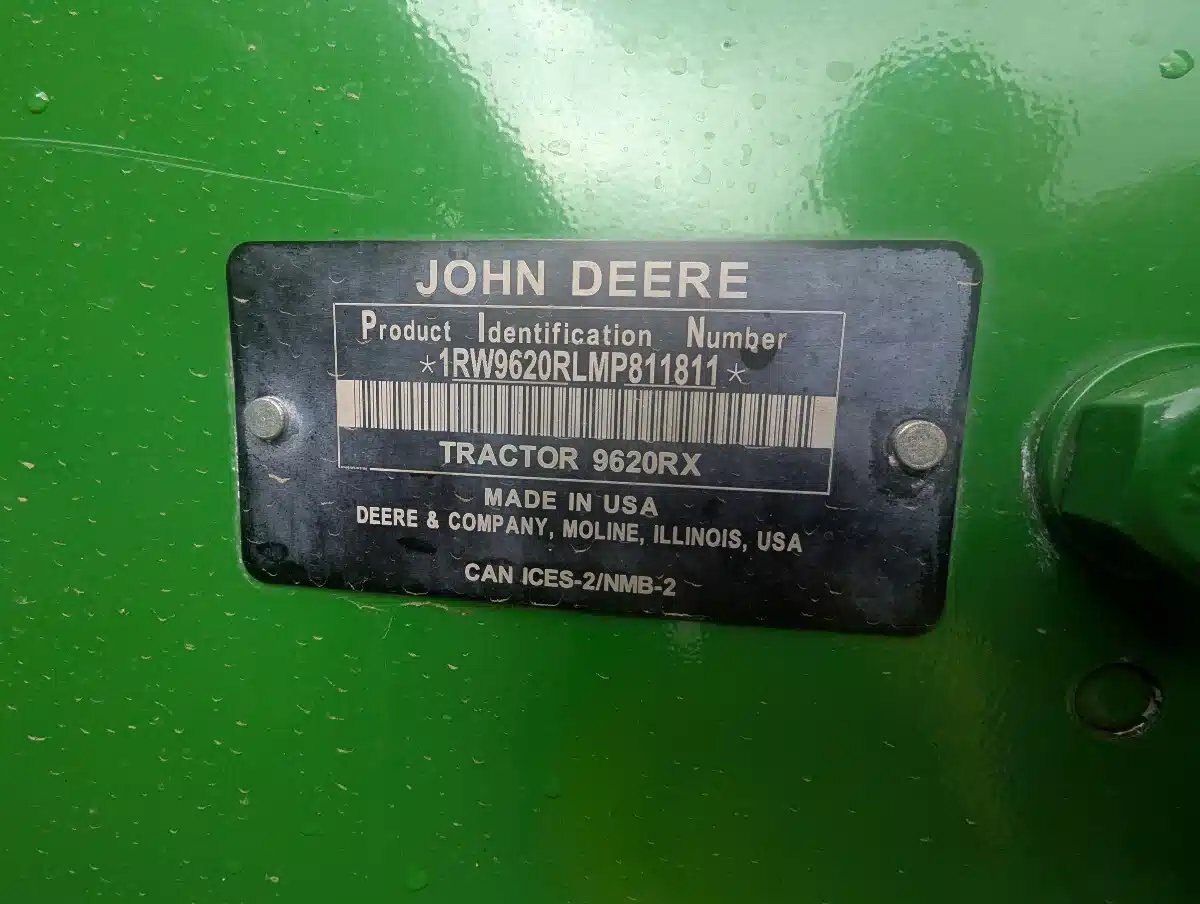 JOHN DEERE
Product Identification Number
*1RW9620RLMP811811*
TRACTOR 9620RX
MADE IN USA
DEERE & COMPANY, MOLINE, ILLINOIS, USA
CAN ICES-2/NMB-2